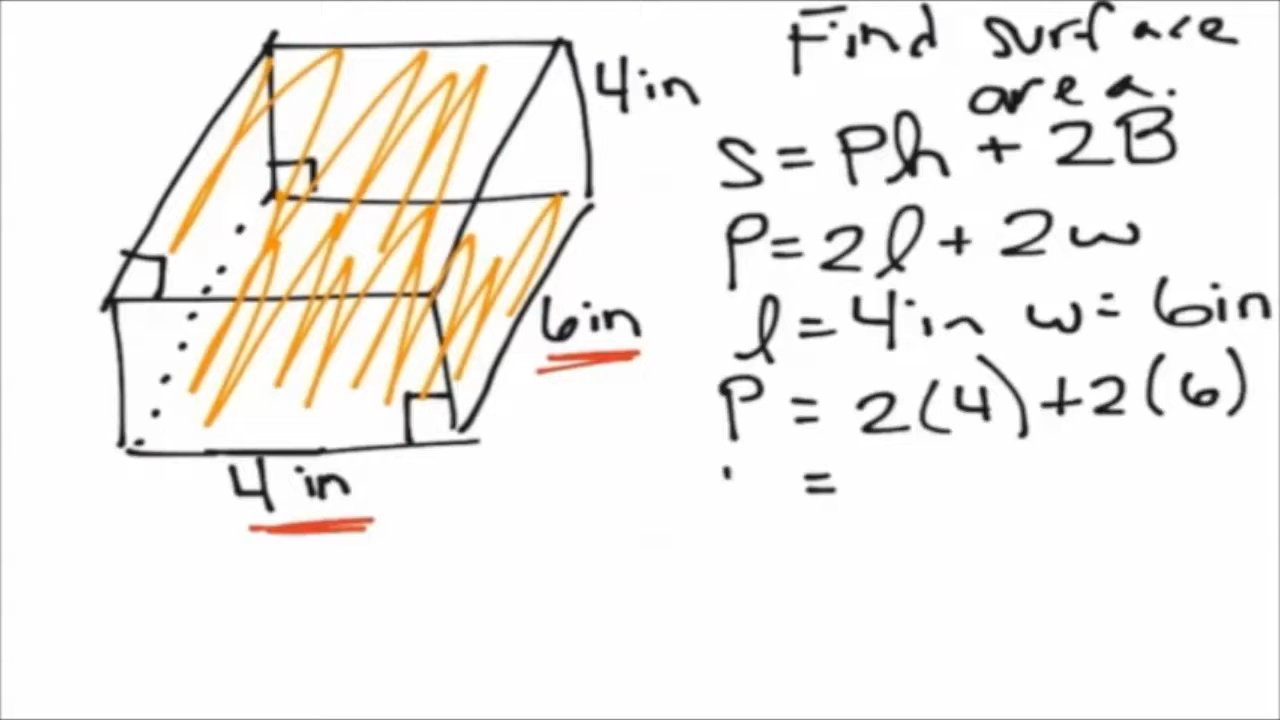 Find surface
area.
4in
S = Ph + 2B
P = 2l + 2w
6in
l = 4in w = 6in
P = 2(4) + 2(6)
=
4 in